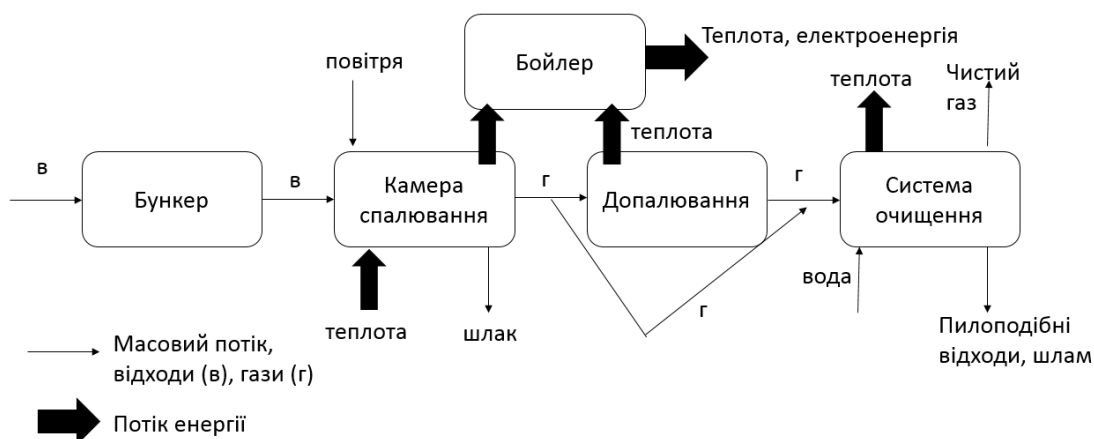 Теплота, електроенергія
Бойлер
повітря
теплота
Чистий
газ
теплота
в
Бункер
в
Камера
спалювання
г
Допалювання
г
Система
очищення
г
вода
теплота
шлак
Пилоподібні
відходи, шлам
Масовий потік,
відходи (в), гази (г)
Потік енергії